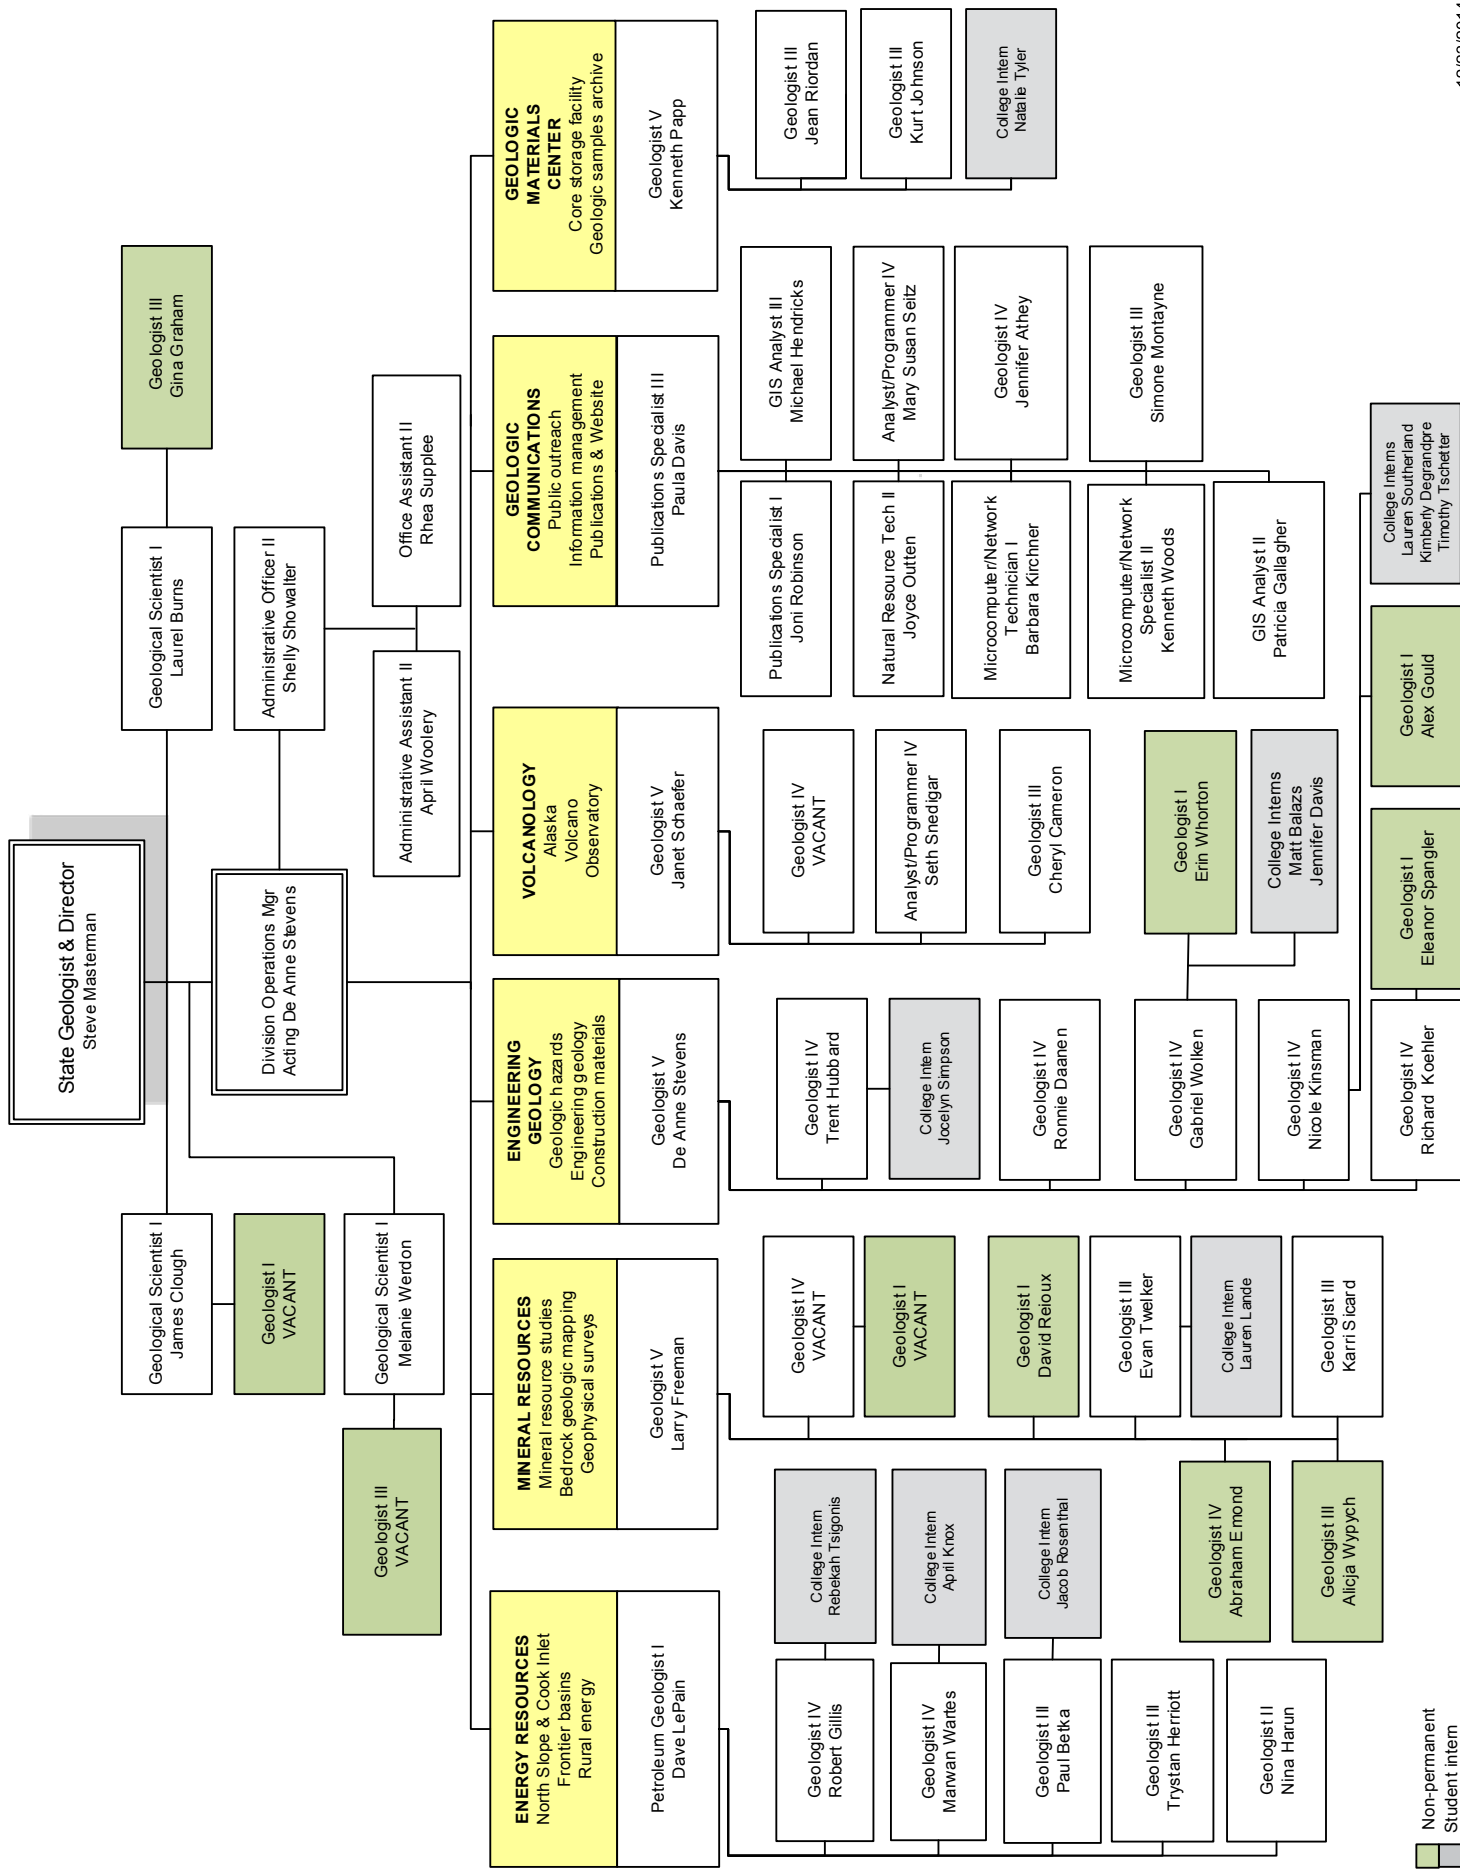 State Geologist & Director
Steve Masterman
Division Operations Mgr
Acting De Anne Stevens
Geological Scientist I
James Clough
Geologist I
VACANT
Geological Scientist I
Melanie Werdon
Geologist III
VACANT
Geological Scientist I
Laurel Burns
Geologist III
Gina Graham
Administrative Officer II
Shelly Showalter
Administrative Assistant II
April Woolery
Office Assistant II
Rhea Supplee
ENERGY RESOURCES
North Slope & Cook Inlet
Frontier basins
Rural energy
Petroleum Geologist I
Dave LePain
Geologist IV
Robert Gillis
College Intern
Rebekah Tsigonis
Geologist IV
Marwan Wartes
College Intern
April Knox
Geologist III
Paul Betka
College Intern
Jacob Rosenthal
Geologist III
Trystan Herriott
Geologist II
Nina Harun
MINERAL RESOURCES
Mineral resource studies
Bedrock geologic mapping
Geophysical surveys
Geologist V
Larry Freeman
Geologist IV
VACANT
Geologist I
VACANT
Geologist I
David Reioux
Geologist III
Evan Twelker
College Intern
Lauren Lande
Geologist IV
Abraham Emond
Geologist III
Karri Sicard
Geologist III
Alicja Wypych
ENGINEERING
GEOLOGY
Geologic hazards
Engineering geology
Construction materials
Geologist V
De Anne Stevens
Geologist IV
Trent Hubbard
College Intern
Jocelyn Simpson
Geologist IV
Ronnie Daanen
Geologist IV
Gabriel Wolken
Geologist I
Erin Whorton
College Interns
Matt Balazs
Jennifer Davis
Geologist IV
Nicole Kinsman
Geologist IV
Richard Koehler
Geologist I
Eleanor Spangler
Geologist I
Alex Gould
College Interns
Lauren Southerland
Kimberly Degrandpre
Timothy Tschetter
VOLCANOLOGY
Alaska
Volcano
Observatory
Geologist V
Janet Schaefer
Geologist IV
VACANT
Analyst/Programmer IV
Seth Snedigar
Geologist III
Cheryl Cameron
GEOLOGIC
COMMUNICATIONS
Public outreach
Information management
Publications & Website
Publications Specialist III
Paula Davis
Publications Specialist I
Joni Robinson
GIS Analyst III
Michael Hendricks
Natural Resource Tech II
Joyce Outten
Analyst/Programmer IV
Mary Susan Seitz
Microcomputer/Network
Technician I
Barbara Kirchner
Geologist IV
Jennifer Athey
Microcomputer/Network
Specialist II
Kenneth Woods
Geologist III
Simone Montayne
GIS Analyst II
Patricia Gallagher
GEOLOGIC
MATERIALS
CENTER
Core storage facility
Geologic samples archive
Geologist V
Kenneth Papp
Geologist III
Jean Riordan
Geologist III
Kurt Johnson
College Intern
Natalie Tyler
Non-permanent
Student intern